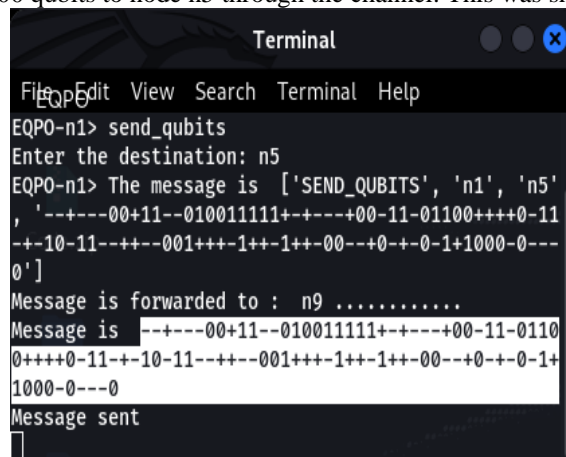 00 qubits to node n5 through the channel. This was s
Terminal
File Edit View Search Terminal Help
EQPO
EQPO-n1> send_qubits
Enter the destination: n5
EQPO-n1> The message is ['SEND_QUBITS', 'n1', 'n5'
, '--+---00+11--010011111+-+---+00-11-01100++++0-11
-+-10-11--++--001+++-1++-1++-00--+0-+-0-1+1000-0---
0']
Message is forwarded to : n9 ............
Message is --+---00+11--010011111+-+---+00-11-0110
0++++0-11-+-10-11--++--001+++-1++-1++-00--+0-+-0-1+
1000-0---0
Message sent